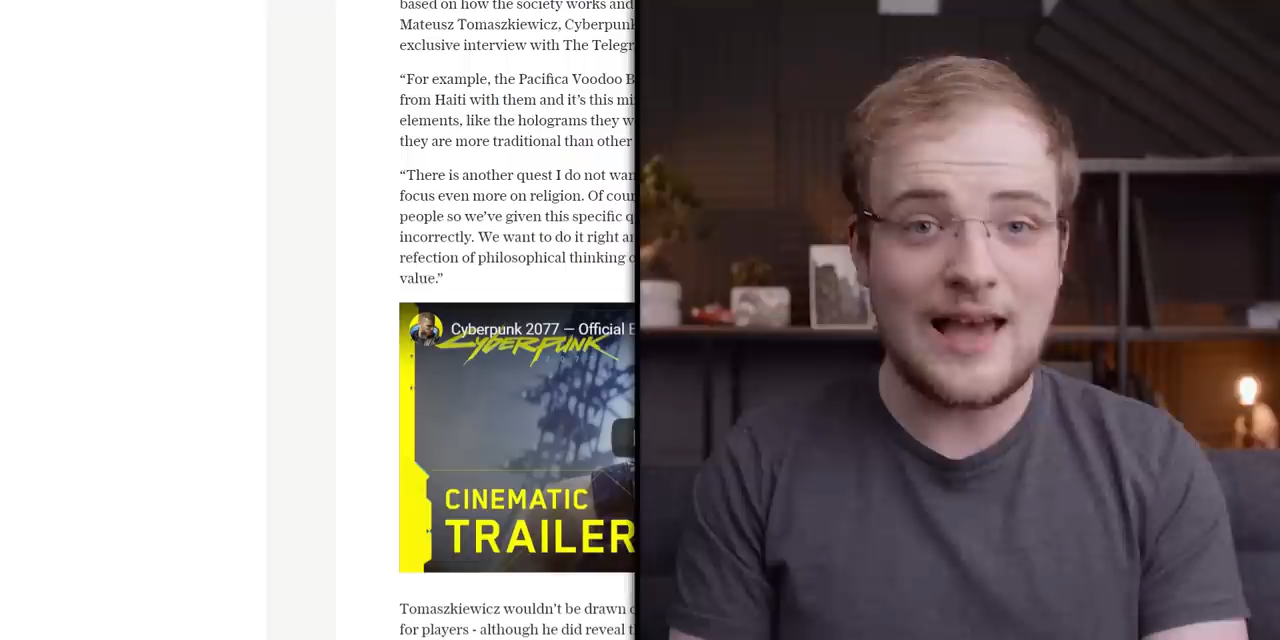 based on how the society works and
Mateusz Tomaszkiewicz, Cyberpunk
exclusive interview with The Telegr
“For example, the Pacifica Voodoo B
from Haiti with them and it’s this mi
elements, like the holograms they w
they are more traditional than other
“There is another quest I do not wan
focus even more on religion. Of cour
people so we’ve given this specific q
incorrectly. We want to do it right an
refection of philosophical thinking o
value.”
Cyberpunk 2077 — Official E
CYBERPUNK
2077
CINEMATIC
TRAILER
Tomaszkiewicz wouldn’t be drawn o
for players - although he did reveal t